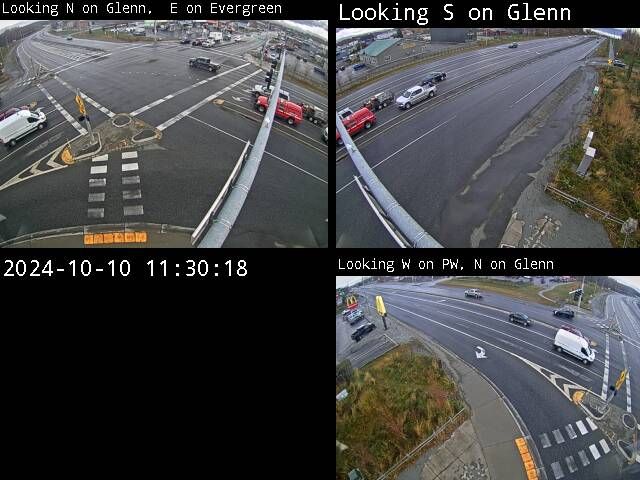 Looking N on Glenn, E on Evergreen
Looking S on Glenn
2024-10-10 11:30:18
Looking W on PW, N on Glenn